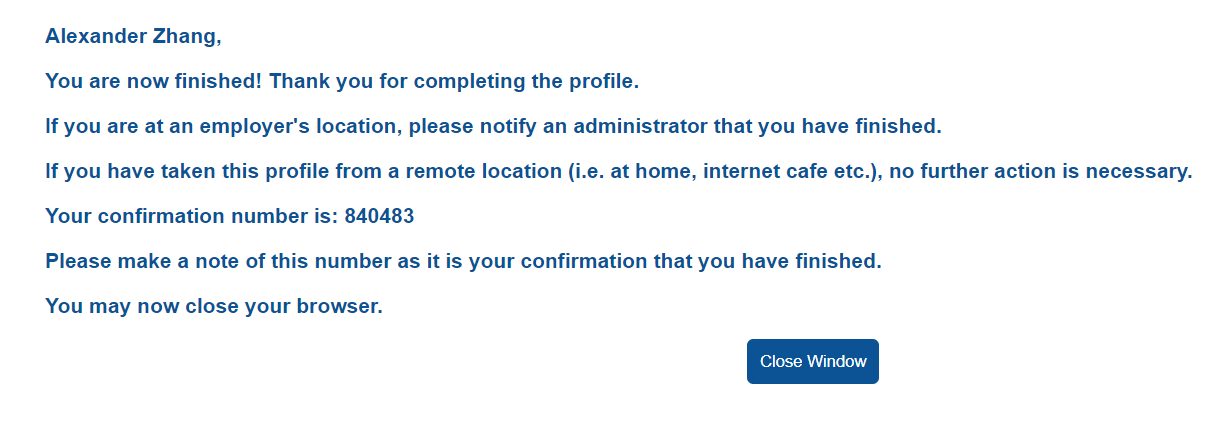 Alexander Zhang,
You are now finished! Thank you for completing the profile.
If you are at an employer's location, please notify an administrator that you have finished.
If you have taken this profile from a remote location (i.e. at home, internet cafe etc.), no further action is necessary.
Your confirmation number is: 840483
Please make a note of this number as it is your confirmation that you have finished.
You may now close your browser.
Close Window